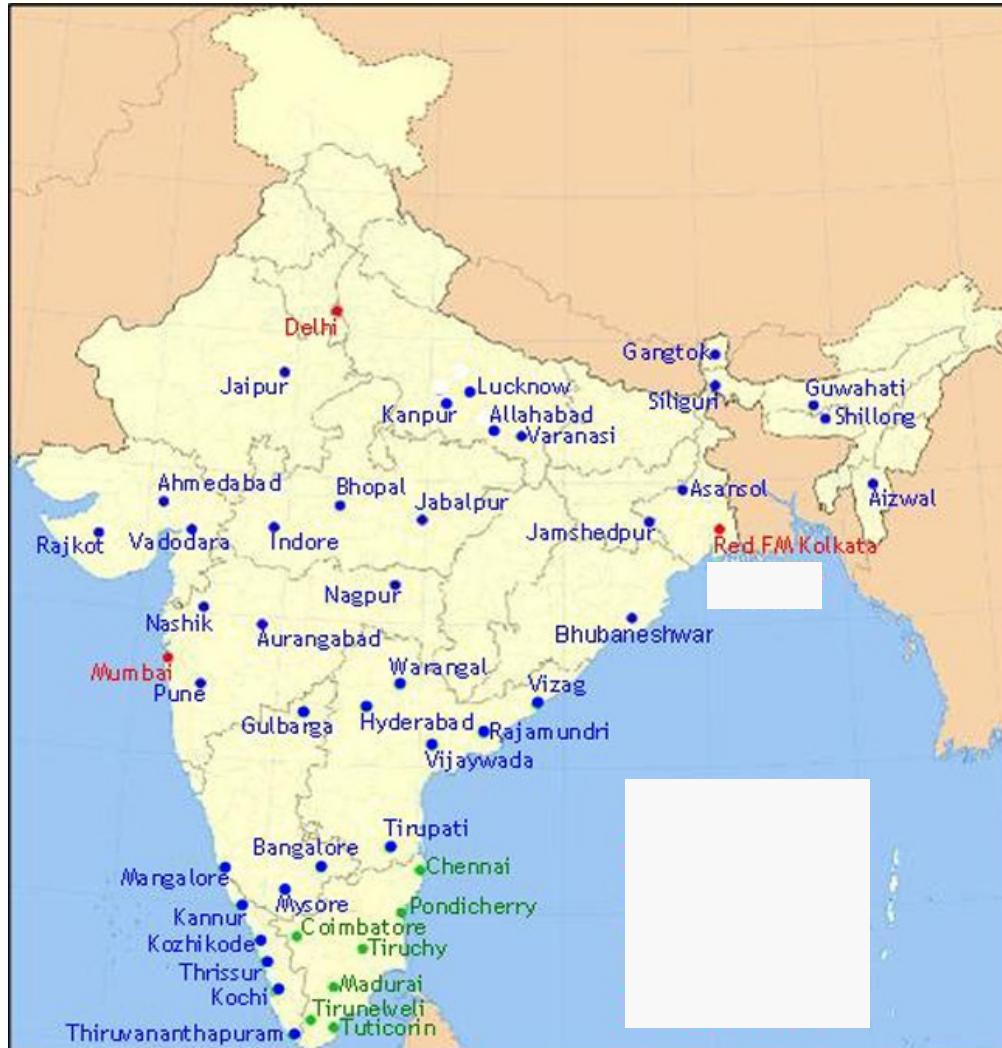 Delhi
Gangtok
Jaipur
Lucknow
Siliguri
Guwahati
Kanpur
Allahabad
Shillong
Varanasi
Ahmedabad
Bhopal
Jabalpur
Asansol
Aizwal
Rajkot
Vadodara
Indore
Jamshedpur
Red FM Kolkata
Nagpur
Nashik
Aurangabad
Bhubaneshwar
Mumbai
Warangal
Pune
Vizag
Gulbarga
Hyderabad
Rajamundri
Vijaywada
Tirupati
Bangalore
Chennai
Mangalore
Mysore
Pondicherry
Kannur
Coimbatore
Kozhikode
Tiruchy
Thrissur
Madurai
Kochi
Tirunelveli
Thiruvananthapuram
Tuticorin